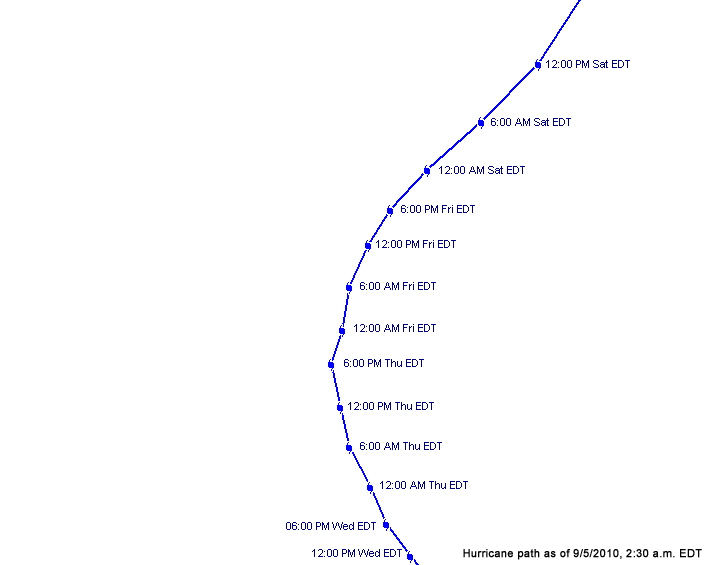 12:00 PM Sat EDT
6:00 AM Sat EDT
12:00 AM Sat EDT
6:00 PM Fri EDT
12:00 PM Fri EDT
6:00 AM Fri EDT
12:00 AM Fri EDT
6:00 PM Thu EDT
12:00 PM Thu EDT
6:00 AM Thu EDT
12:00 AM Thu EDT
06:00 PM Wed EDT
12:00 PM Wed EDT
Hurricane path as of 9/5/2010, 2:30 a.m. EDT